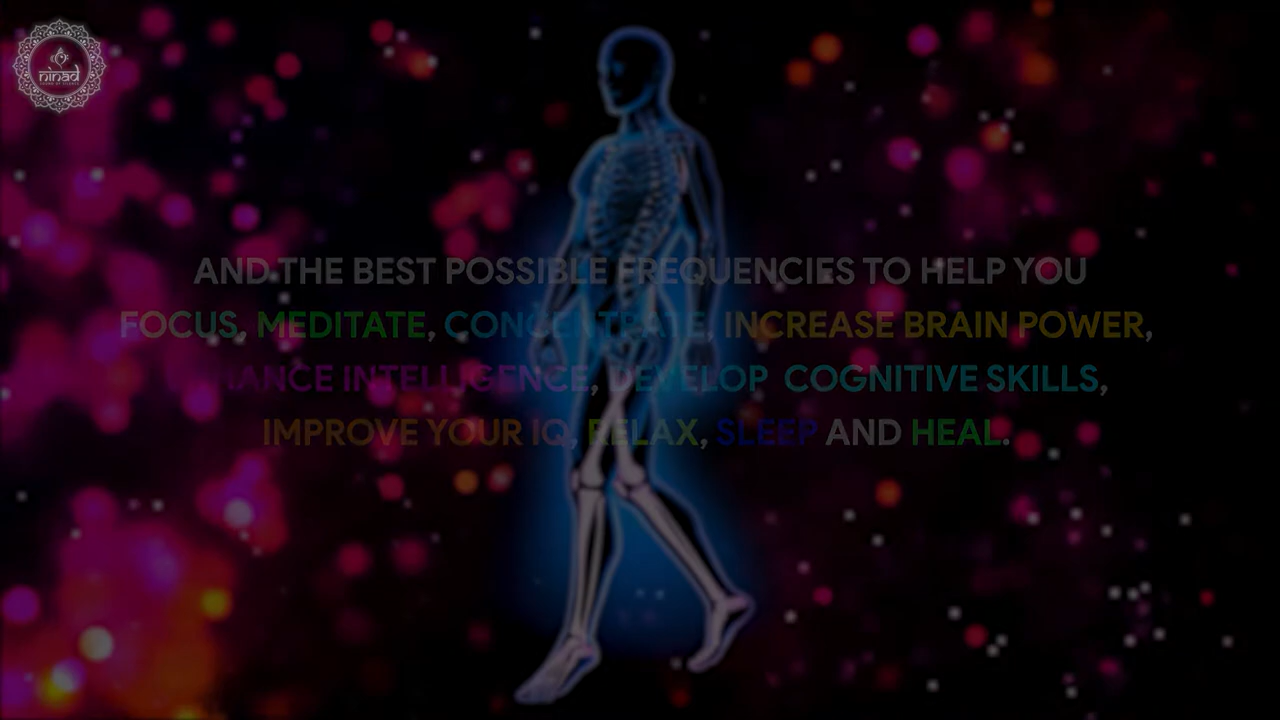 ninad
AND THE BEST POSSIBLE FREQUENCIES TO HELP YOU
FOCUS, MEDITATE, CONCENTRATE, INCREASE BRAIN POWER,
ENHANCE INTELLIGENCE, DEVELOP COGNITIVE SKILLS,
IMPROVE YOUR IQ, RELAX, SLEEP AND HEAL.